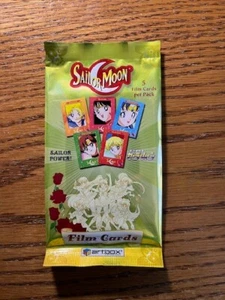 SAILOR MOON
5
Film Cards
per Pack
SAILOR
POWER!
Film Cards
artbox